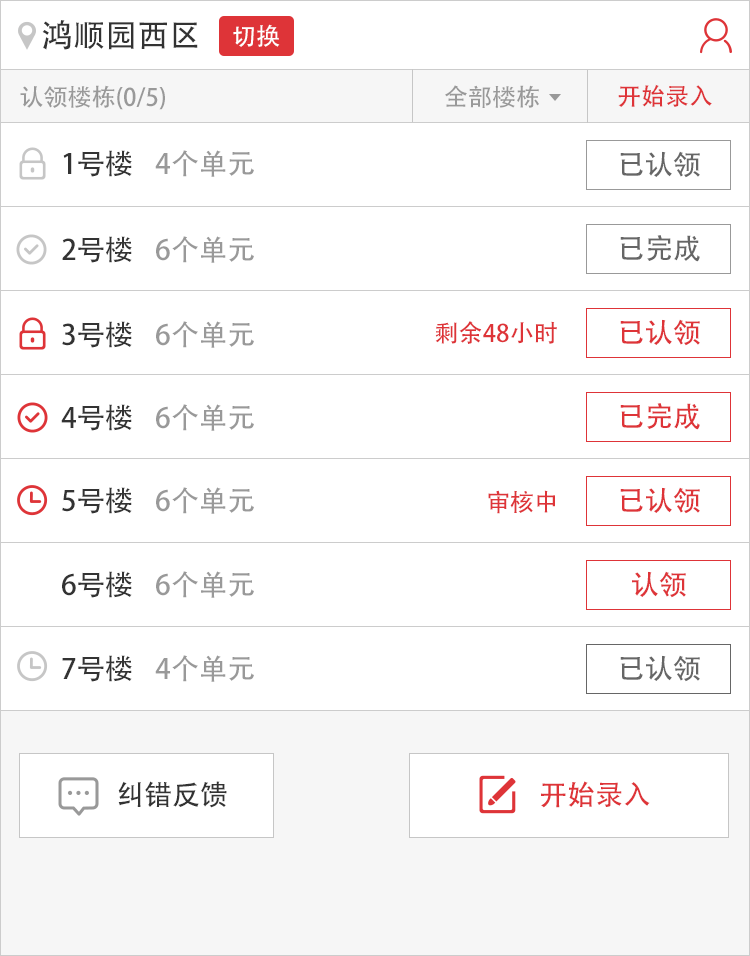 鸿顺园西区 切换
认领楼栋(0/5) 全部楼栋 开始录入
1号楼 4个单元 已认领
2号楼 6个单元 已完成
3号楼 6个单元 剩余48小时 已认领
4号楼 6个单元 已完成
5号楼 6个单元 审核中 已认领
6号楼 6个单元 认领
7号楼 4个单元 已认领
纠错反馈 开始录入